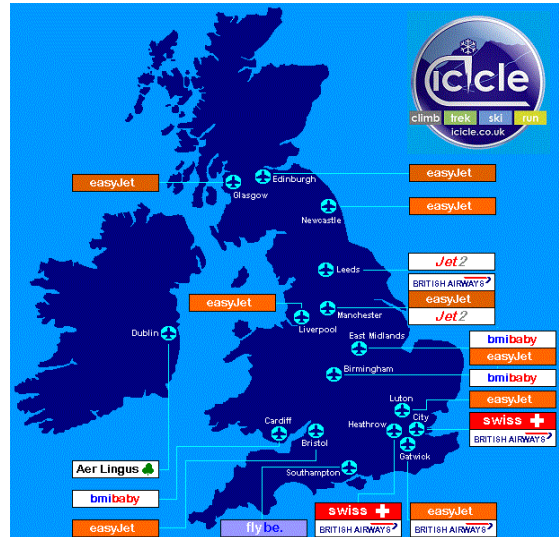 icicle
climb trek ski run
icicle.co.uk
easyJet
Glasgow
Edinburgh
easyJet
Newcastle
easyJet
Leeds
Jet2
BRITISH AIRWAYS
easyJet
Jet2
Manchester
easyJet
Liverpool
Dublin
East Midlands
bmibaby
easyJet
Birmingham
bmibaby
Luton
easyJet
City
swiss
BRITISH AIRWAYS
Heathrow
Gatwick
Cardiff
Bristol
Southampton
Aer Lingus
bmibaby
easyJet
flybe.
swiss
BRITISH AIRWAYS
easyJet
BRITISH AIRWAYS